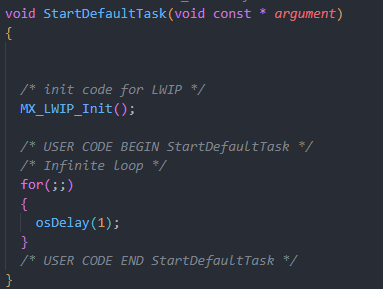 void StartDefaultTask(void const * argument)
{
/* init code for LWIP */
MX_LWIP_Init();
/* USER CODE BEGIN StartDefaultTask */
/* Infinite loop */
for(;;)
{
osDelay(1);
}
/* USER CODE END StartDefaultTask */
}